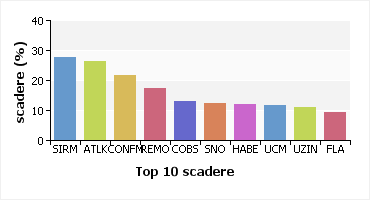 40
30
20
10
0
scadere (%)
SIRM ATLK CONFM REMO COBS SNO HABE UCM UZIN FLA
Top 10 scadere